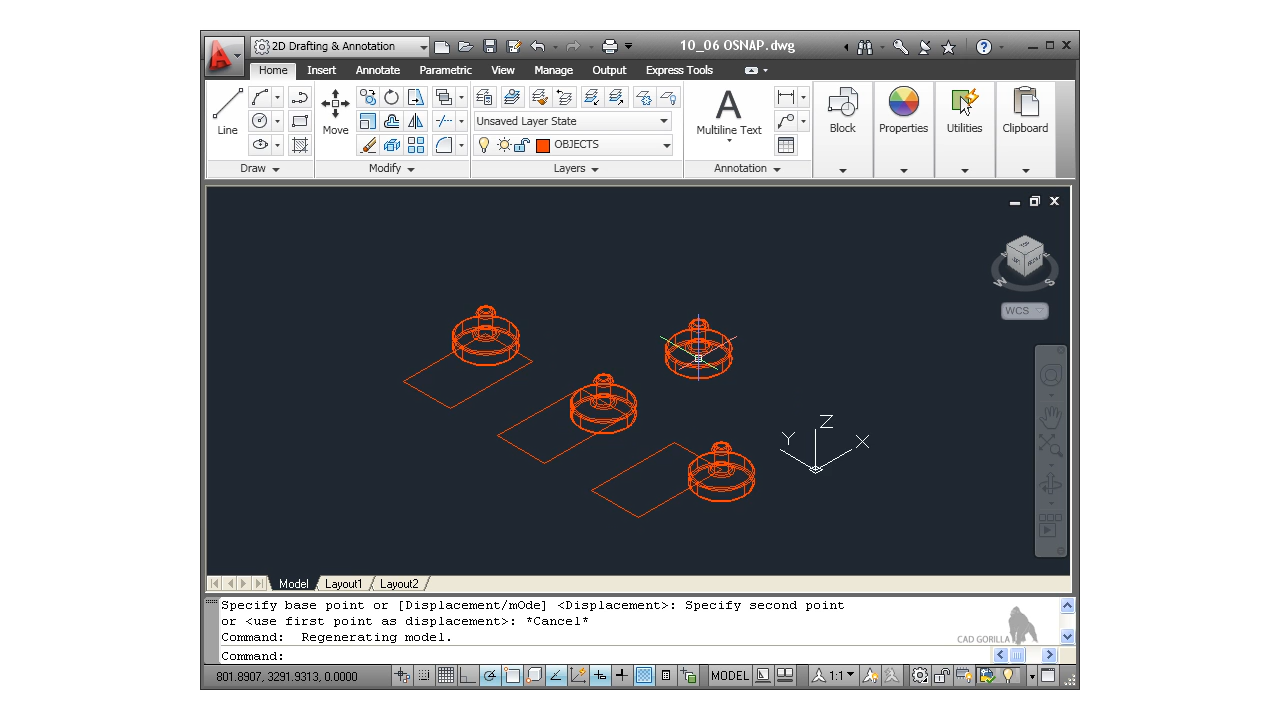 2D Drafting & Annotation
10_06 OSNAP.dwg
Home Insert Annotate Parametric View Manage Output Express Tools
Line
Move
Unsaved Layer State
OBJECTS
A
Multiline Text
Block
Properties
Utilities
Clipboard
Draw
Modify
Layers
Annotation
W
S
WCS
Z
Y
X
Model Layout1 Layout2
Specify base point or [Displacement/mOde] <Displacement>: Specify second point
or <use first point as displacement>: *Cancel*
Command:  Regenerating model.
CAD GORILLA
Command:
801.8907, 3291.9313, 0.0000
MODEL
1:1